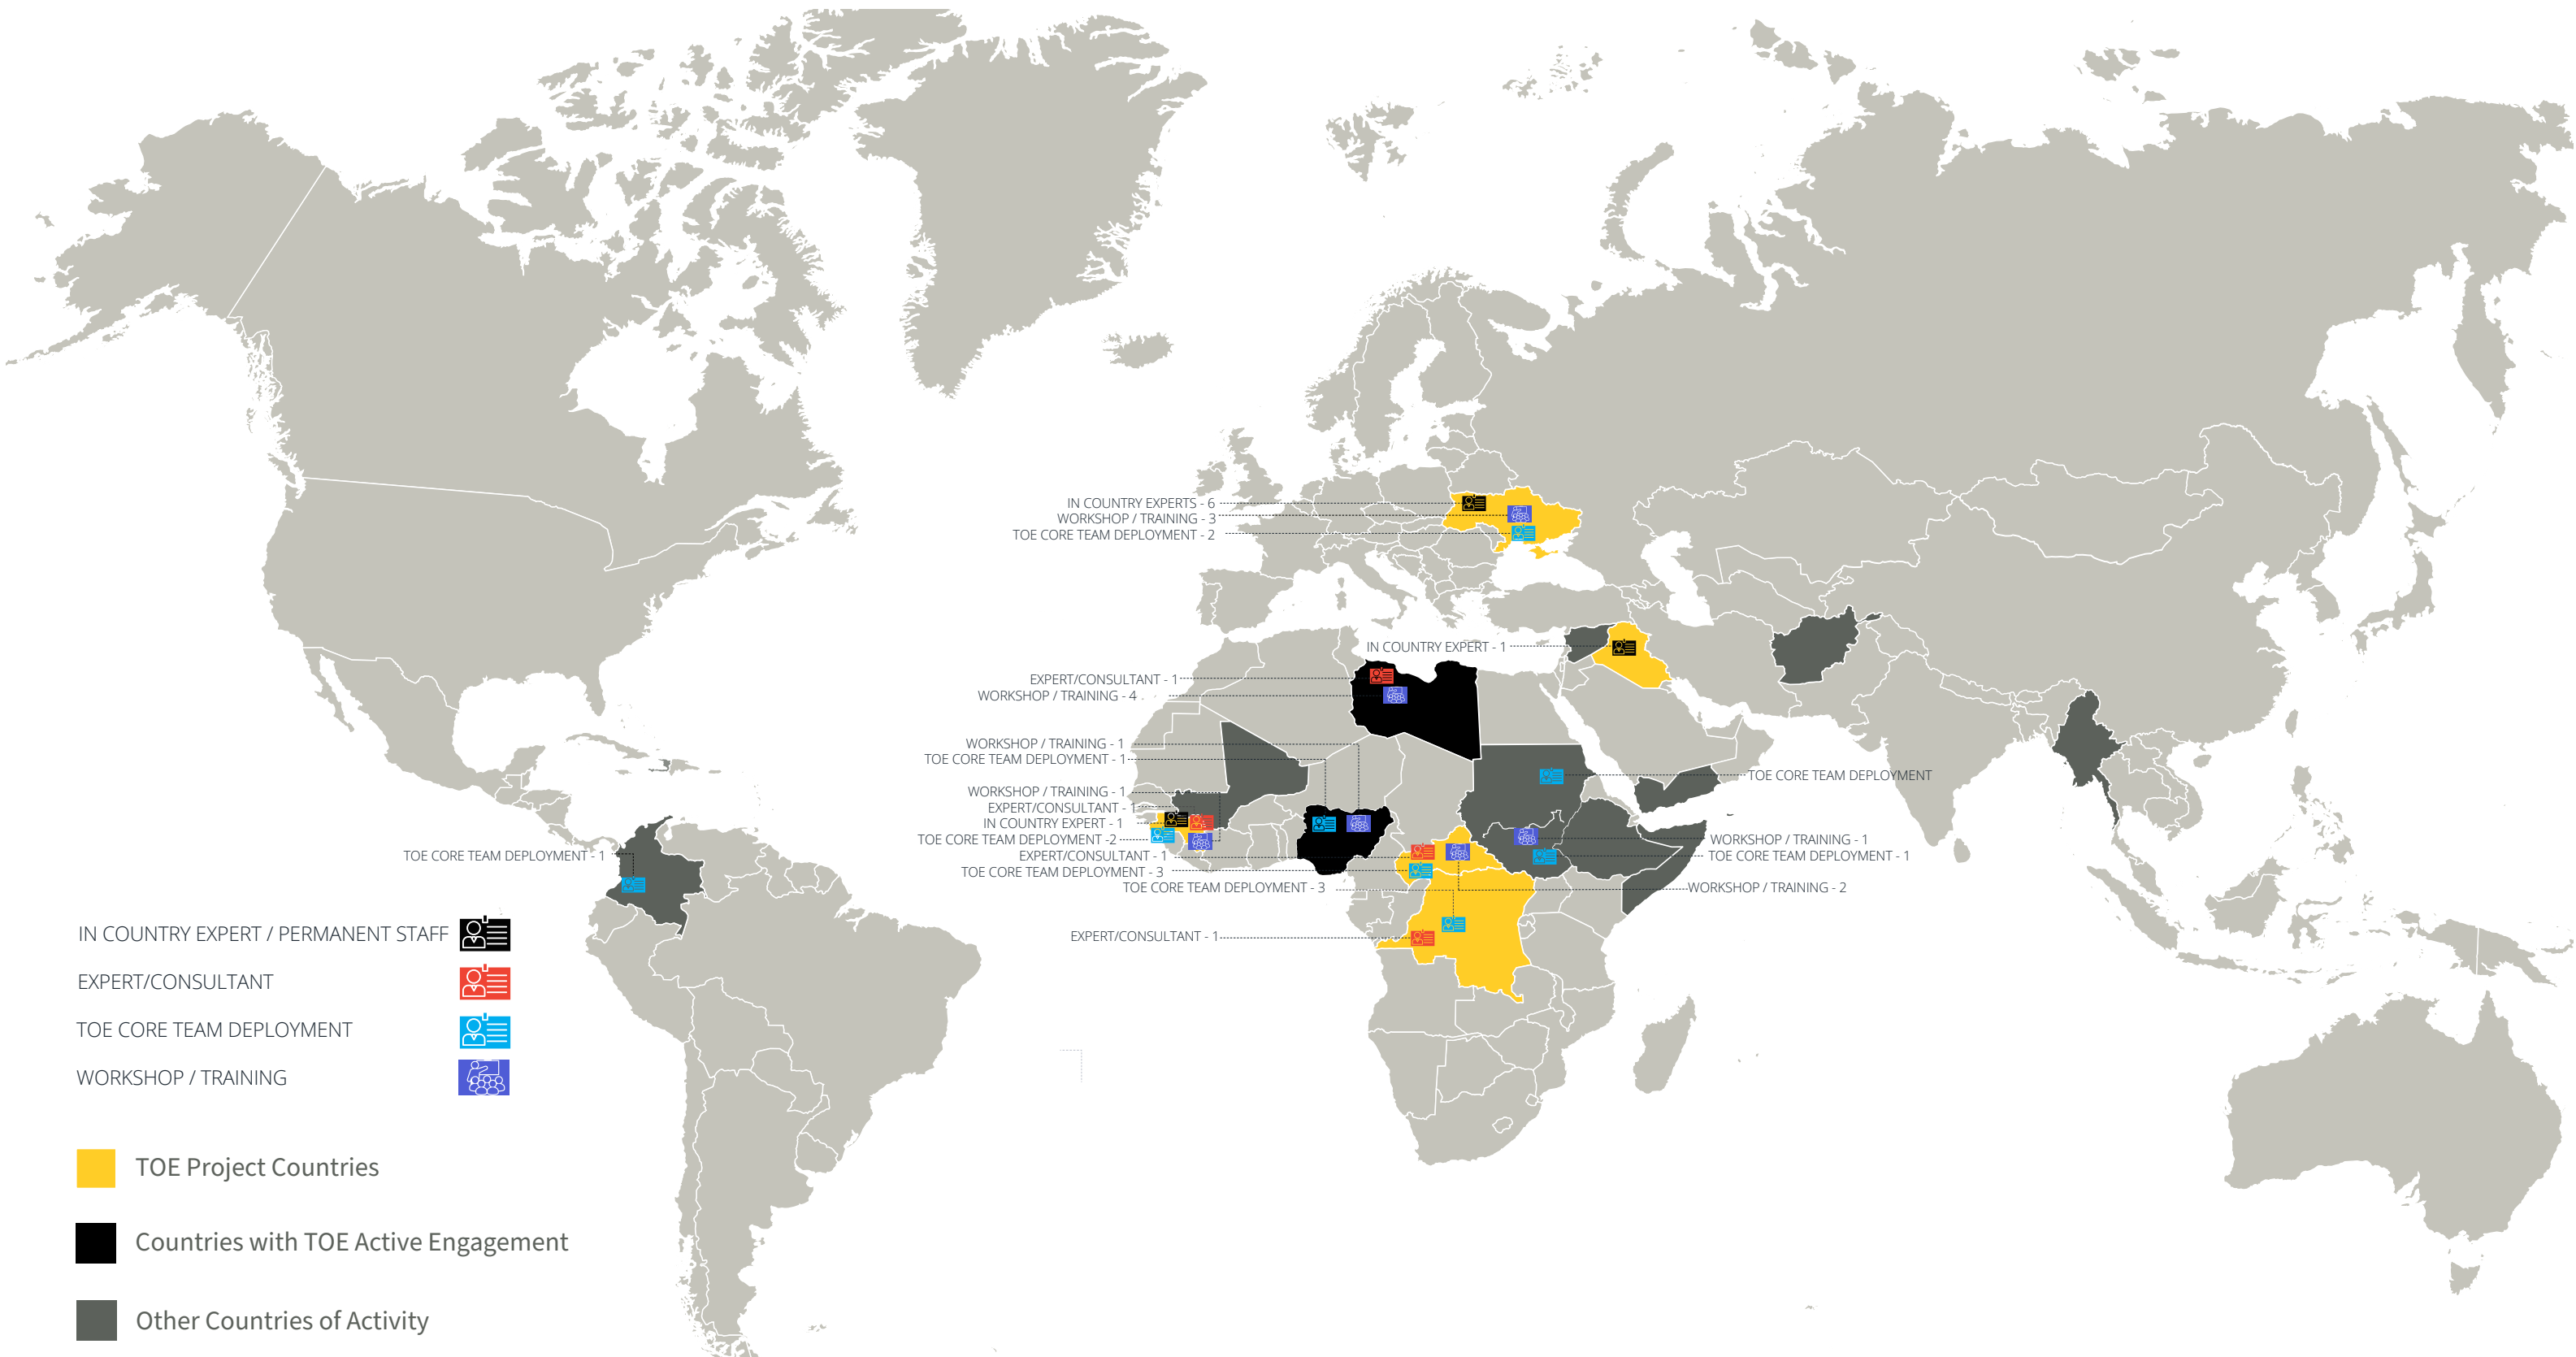 IN COUNTRY EXPERTS - 6
WORKSHOP / TRAINING - 3
TOE CORE TEAM DEPLOYMENT - 2
IN COUNTRY EXPERT - 1
EXPERT/CONSULTANT - 1
WORKSHOP / TRAINING - 4
WORKSHOP / TRAINING - 1
TOE CORE TEAM DEPLOYMENT - 1
TOE CORE TEAM DEPLOYMENT
WORKSHOP / TRAINING - 1
EXPERT/CONSULTANT - 1
IN COUNTRY EXPERT - 1
TOE CORE TEAM DEPLOYMENT -2
EXPERT/CONSULTANT - 1
TOE CORE TEAM DEPLOYMENT - 3
TOE CORE TEAM DEPLOYMENT - 3
EXPERT/CONSULTANT - 1
WORKSHOP / TRAINING - 1
TOE CORE TEAM DEPLOYMENT - 1
WORKSHOP / TRAINING - 2
TOE CORE TEAM DEPLOYMENT - 1
IN COUNTRY EXPERT / PERMANENT STAFF
EXPERT/CONSULTANT
TOE CORE TEAM DEPLOYMENT
WORKSHOP / TRAINING
TOE Project Countries
Countries with TOE Active Engagement
Other Countries of Activity